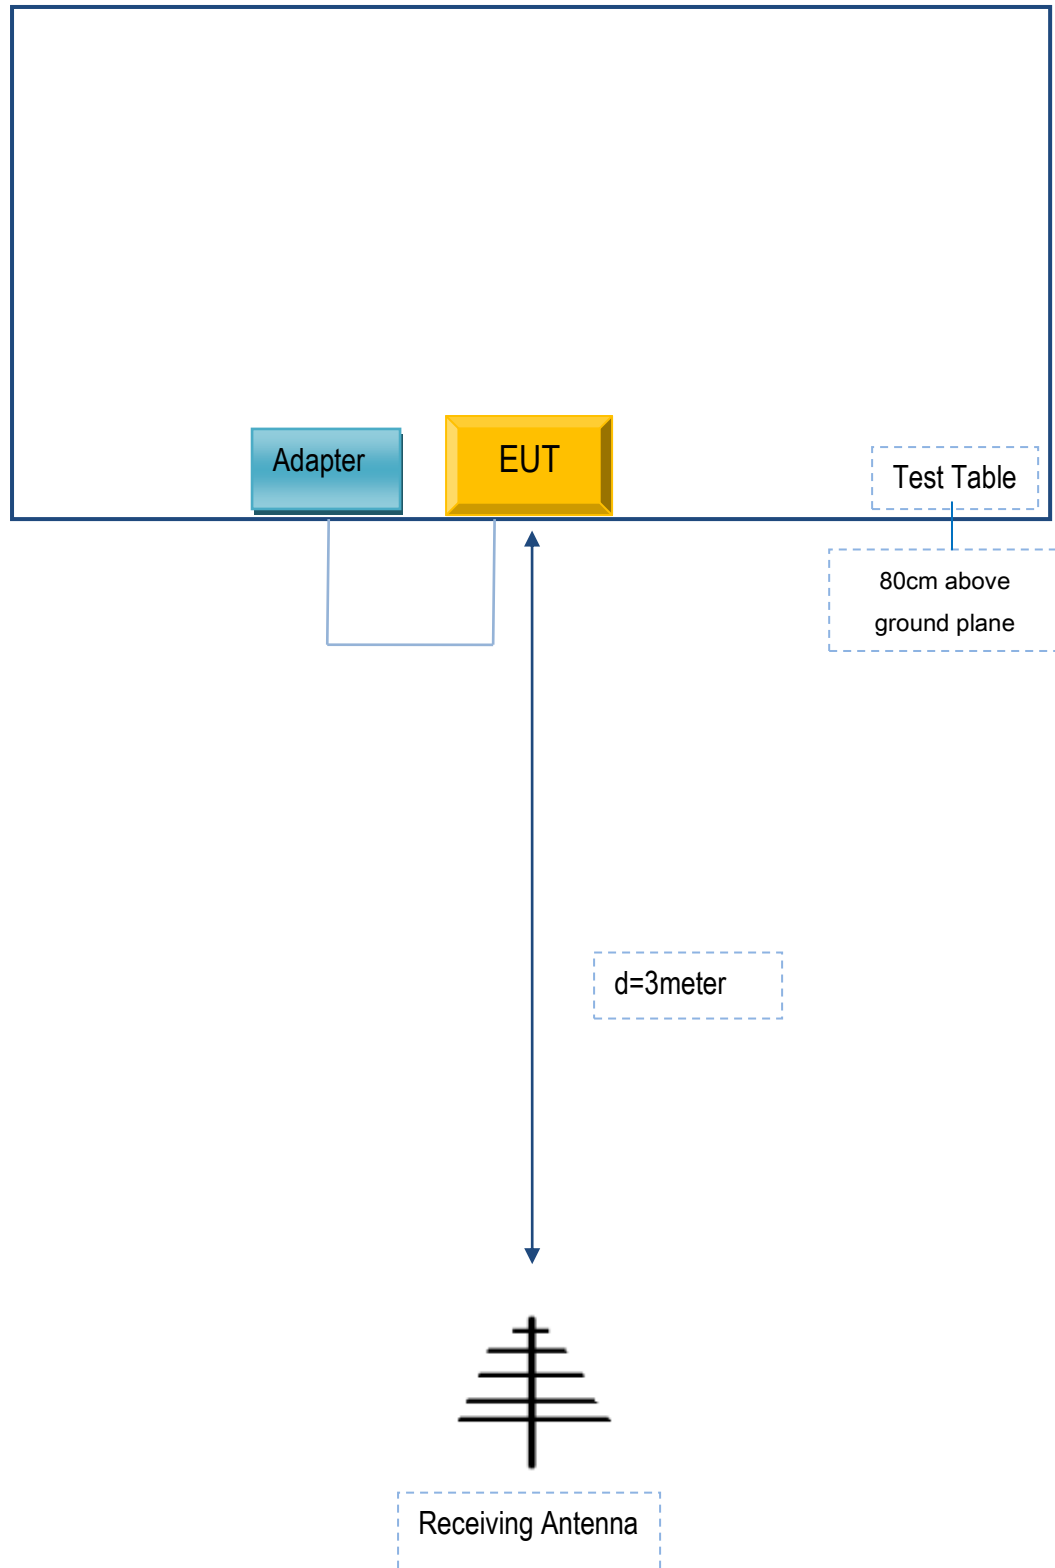 Adapter
EUT
Test Table
80cm above
ground plane
d=3meter
Receiving Antenna